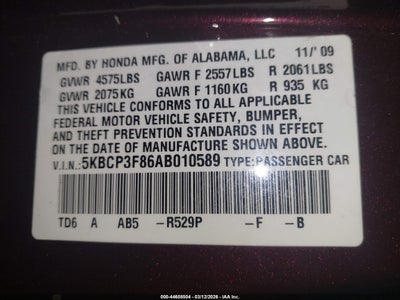 MFD. BY HONDA MFG. OF ALABAMA, LLC 11/'09
GVWR 4575LBS GAWR F 2557LBS R 2061LBS
GVWR 2075KG GAWR F 1160KG R 935 KG
THIS VEHICLE CONFORMS TO ALL APPLICABLE
FEDERAL MOTOR VEHICLE SAFETY, BUMPER,
AND THEFT PREVENTION STANDARDS IN EFFECT
ON THE DATE OF MANUFACTURE SHOWN ABOVE.
V.I.N.:5KBCP3F86AB010589 TYPE:PASSENGER CAR
TD6 A AB5 -R529P -F -B
000-44608504 - 03/12/2026 - IAA Inc.